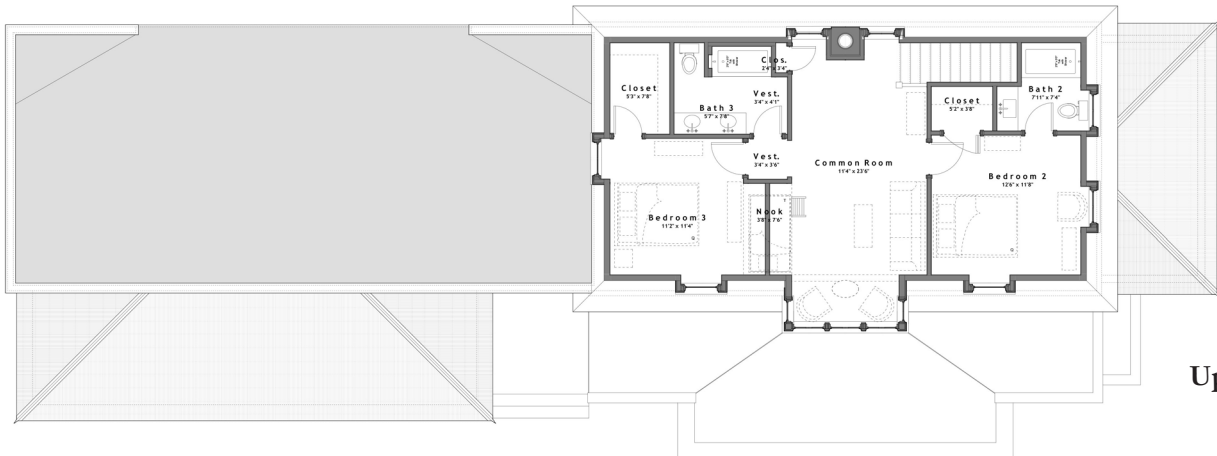 Clos.
2'4" x 3'4"
Closet
5'3" x 7'8"
Vest.
3'4" x 4'1"
Bath 3
5'7" x 7'8"
Closet
5'2" x 3'8"
Bath 2
7'11" x 7'4"
Vest.
3'4" x 3'6"
Common Room
11'4" x 23'6"
Bedroom 2
12'6" x 11'8"
Bedroom 3
11'2" x 11'4"
Nook
3'8" x 7'6"
Up